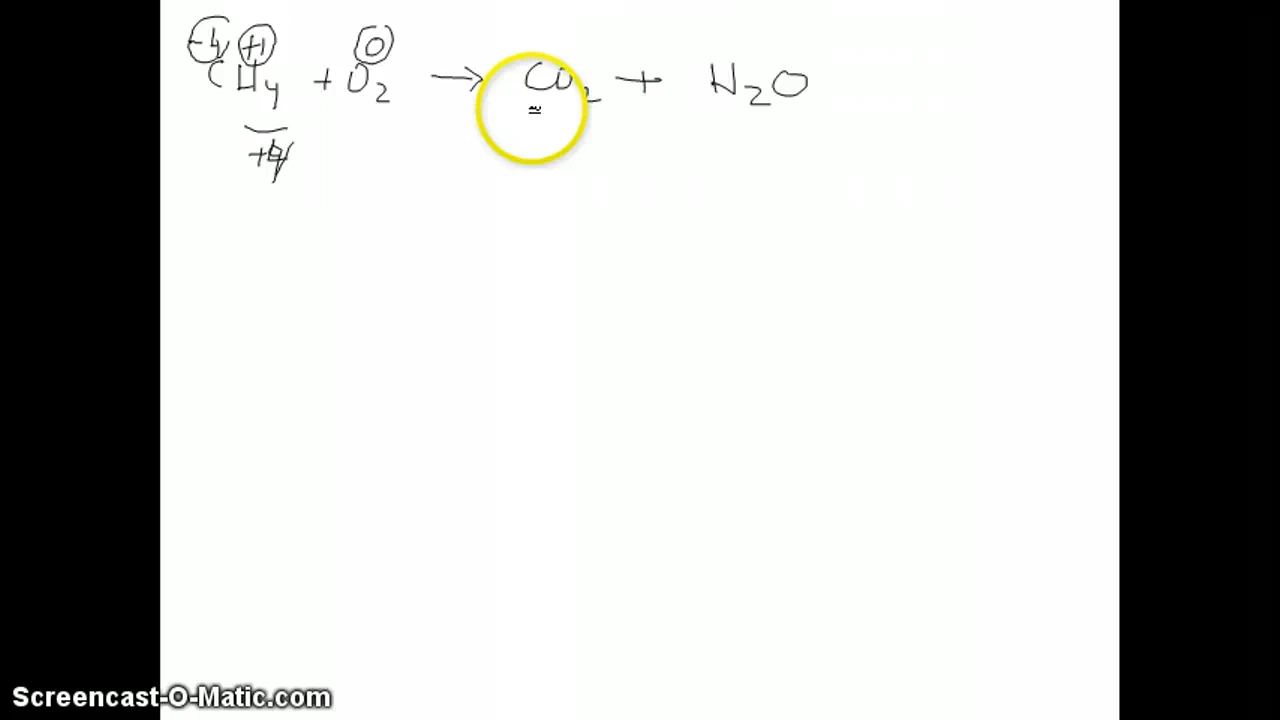 -4 +1 0
CH4 + O2 → CO2 + H2O
+4
Screencast-O-Matic.com